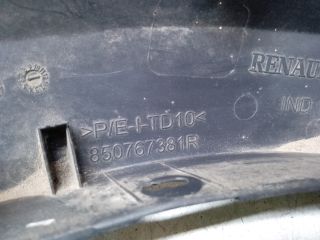 RENAU
>P/E-I-TD10<
IND
850767381R